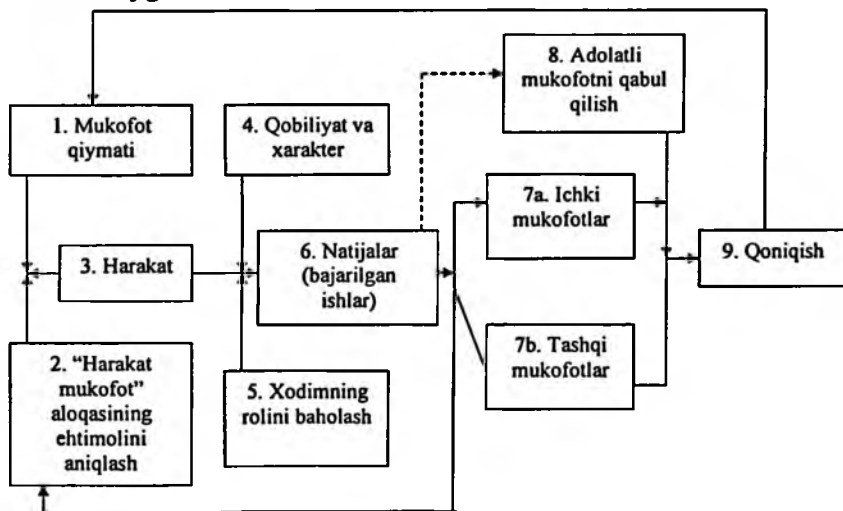 1. Mukofot
qiymati
2. “Harakat
mukofot”
aloqasining
ehtimolini
aniqlash
3. Harakat
4. Qobiliyat va
xarakter
5. Xodimning
rolini baholash
6. Natijalar
(bajarilgan
ishlar)
7a. Ichki
mukofotlar
7b. Tashqi
mukofotlar
8. Adolatli
mukofotni qabul
qilish
9. Qoniqish